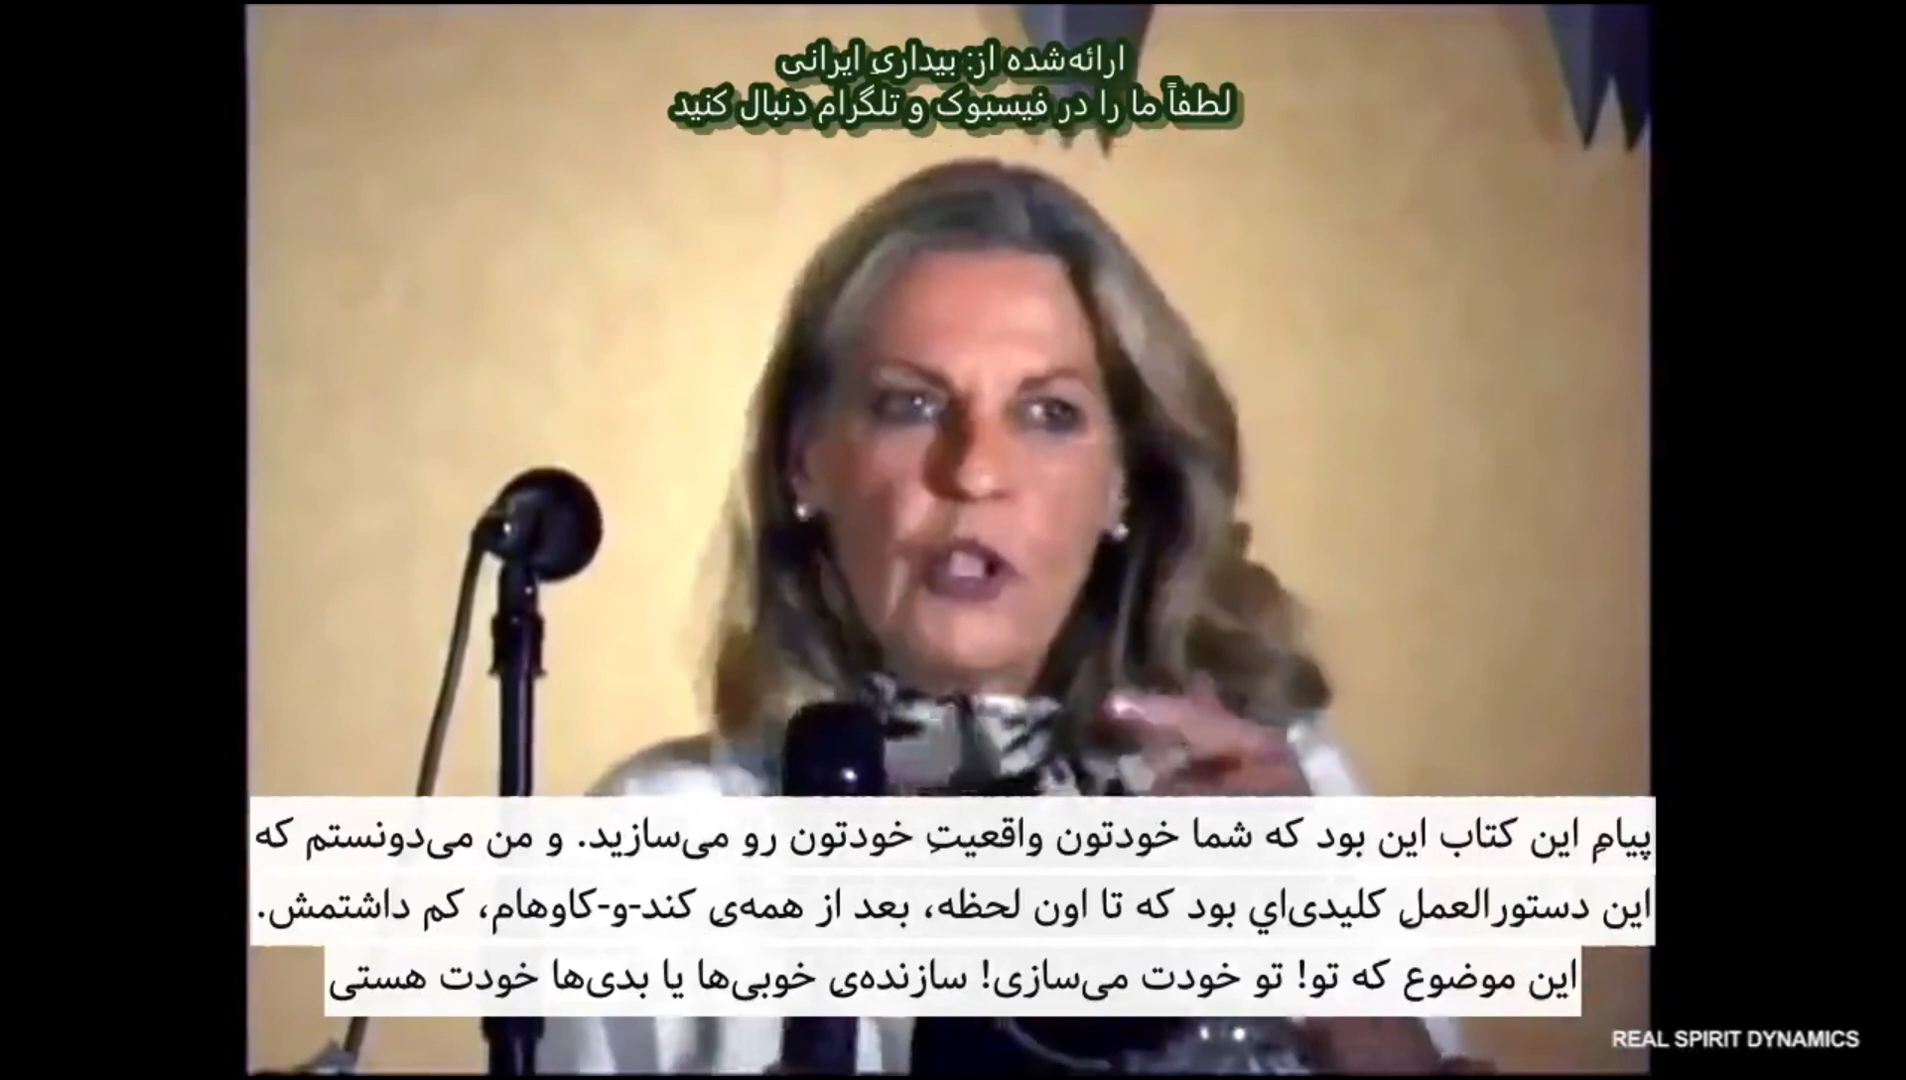 ارائه‌شده از: بیداریِ ایرانی
لطفاً ما را در فیسبوک و تلگرام دنبال کنید
پیامِ این کتاب این بود که شما خودتون واقعیتِ خودتون رو می‌سازید. و من می‌دونستم که
این دستورالعملِ کلیدی‌اي بود که تا اون لحظه، بعد از همه‌یِ کند-و-کاوهام، کم داشتمش.
این موضوع که تو! تو خودت می‌سازی! سازنده‌یِ خوبی‌ها یا بدی‌ها خودت هستی
REAL SPIRIT DYNAMICS